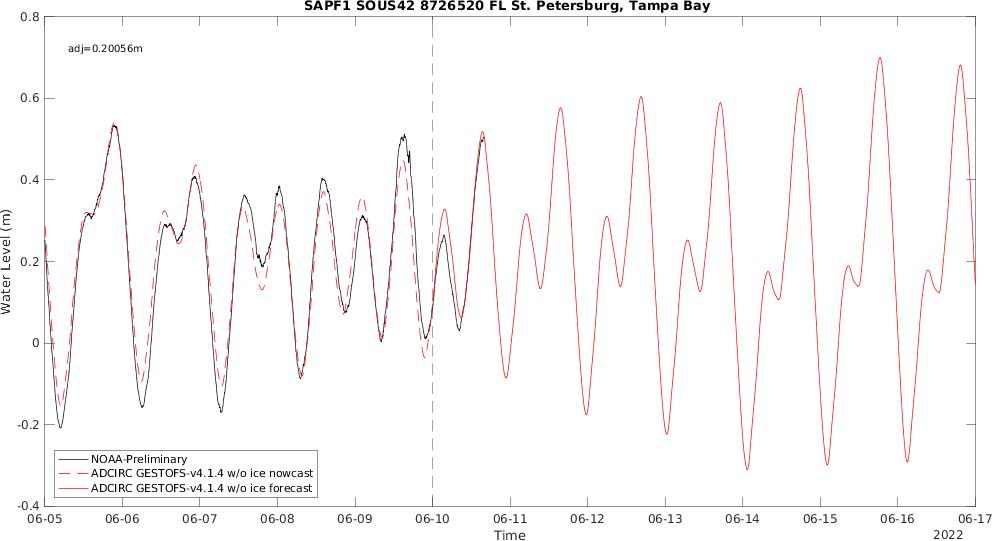 SAPF1 SOUS42 8726520 FL St. Petersburg, Tampa Bay
adj=0.20056m
0.8
0.6
0.4
0.2
0
-0.2
-0.4
Water Level (m)
NOAA-Preliminary
ADCIRC GESTOFS-v4.1.4 w/o ice nowcast
ADCIRC GESTOFS-v4.1.4 w/o ice forecast
06-05 06-06 06-07 06-08 06-09 06-10 06-11 06-12 06-13 06-14 06-15 06-16 06-17
Time
2022